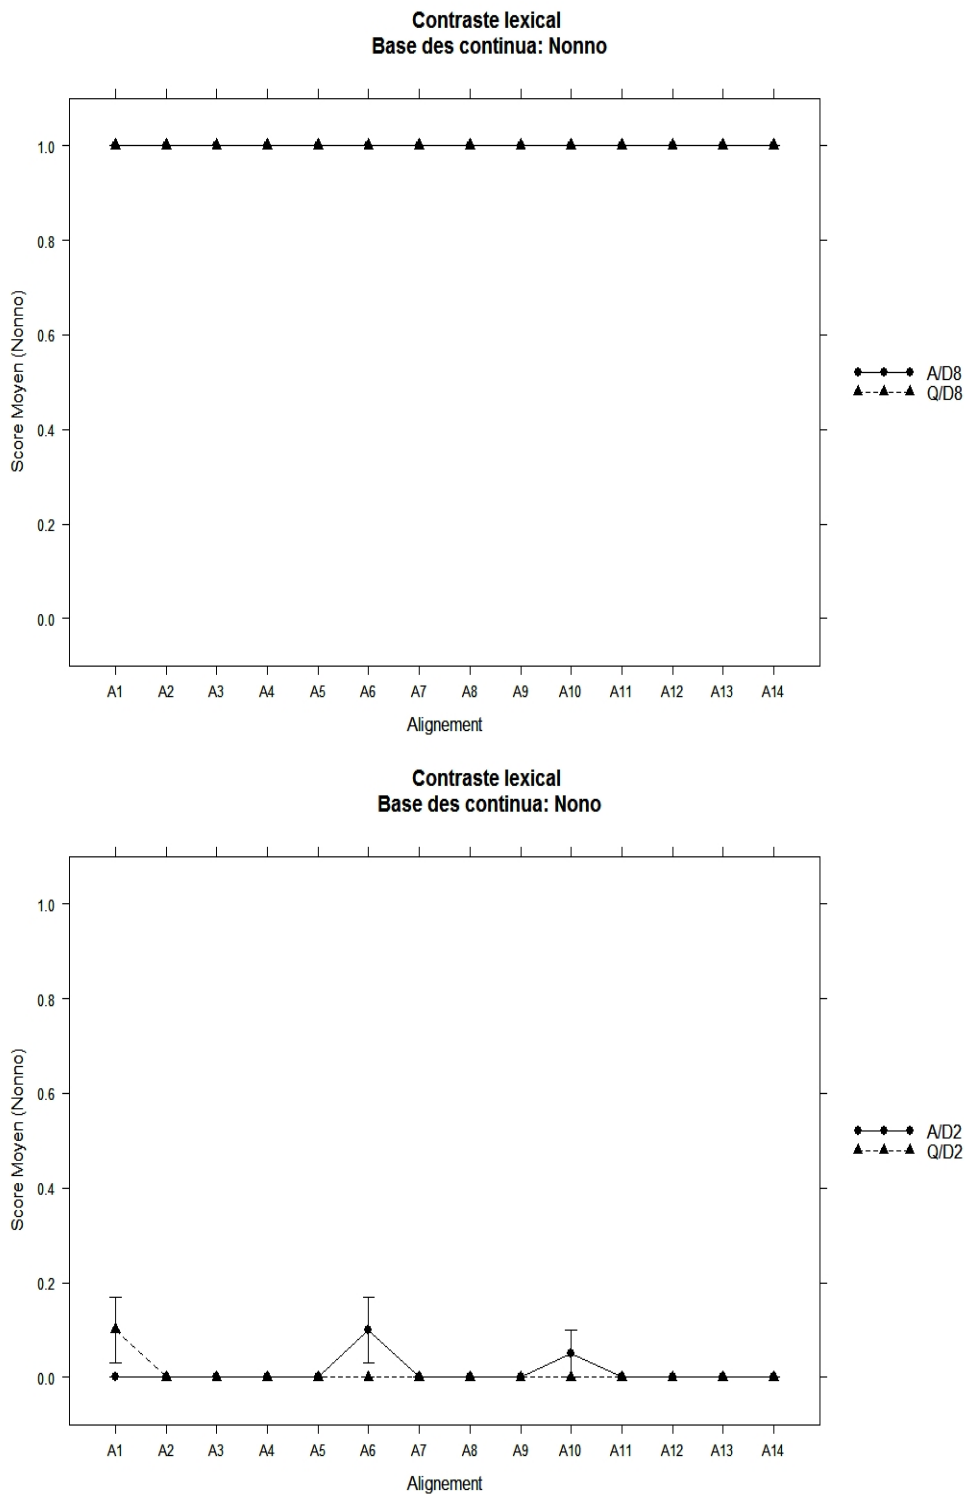 Contraste lexical
Base des continua: Nonno
Score Moyen (Nonno)
1.0
0.8
0.6
0.4
0.2
0.0
A1 A2 A3 A4 A5 A6 A7 A8 A9 A10 A11 A12 A13 A14
Alignement
A/D8
Q/D8
Contraste lexical
Base des continua: Nono
Score Moyen (Nonno)
1.0
0.8
0.6
0.4
0.2
0.0
A1 A2 A3 A4 A5 A6 A7 A8 A9 A10 A11 A12 A13 A14
Alignement
A/D2
Q/D2